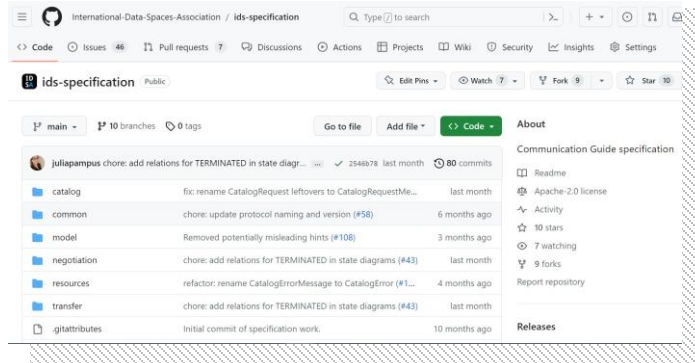 International-Data-Spaces-Association / ids-specification Type / to search
Code Issues 46 Pull requests 7 Discussions Actions Projects Wiki Security Insights Settings
ids-specification Public Edit Pins Watch 7 Fork 9 Star 10
main 10 branches 0 tags Go to file Add file Code About
Communication Guide specification
juliapampus chore: add relations for TERMINATED in state diagr... ... 2546b78 last month 80 commits
Readme
catalog fix: rename CatalogRequest leftovers to CatalogRequestMe... last month
Apache-2.0 license
common chore: update protocol naming and version (#58) 6 months ago
Activity
10 stars
model Removed potentially misleading hints (#108) 3 months ago
7 watching
negotiation chore: add relations for TERMINATED in state diagrams (#43) last month
9 forks
resources refactor: rename CatalogErrorMessage to CatalogError (#1... 4 months ago
Report repository
transfer chore: add relations for TERMINATED in state diagrams (#43) last month
.gitattributes Initial commit of specification work. 10 months ago
Releases